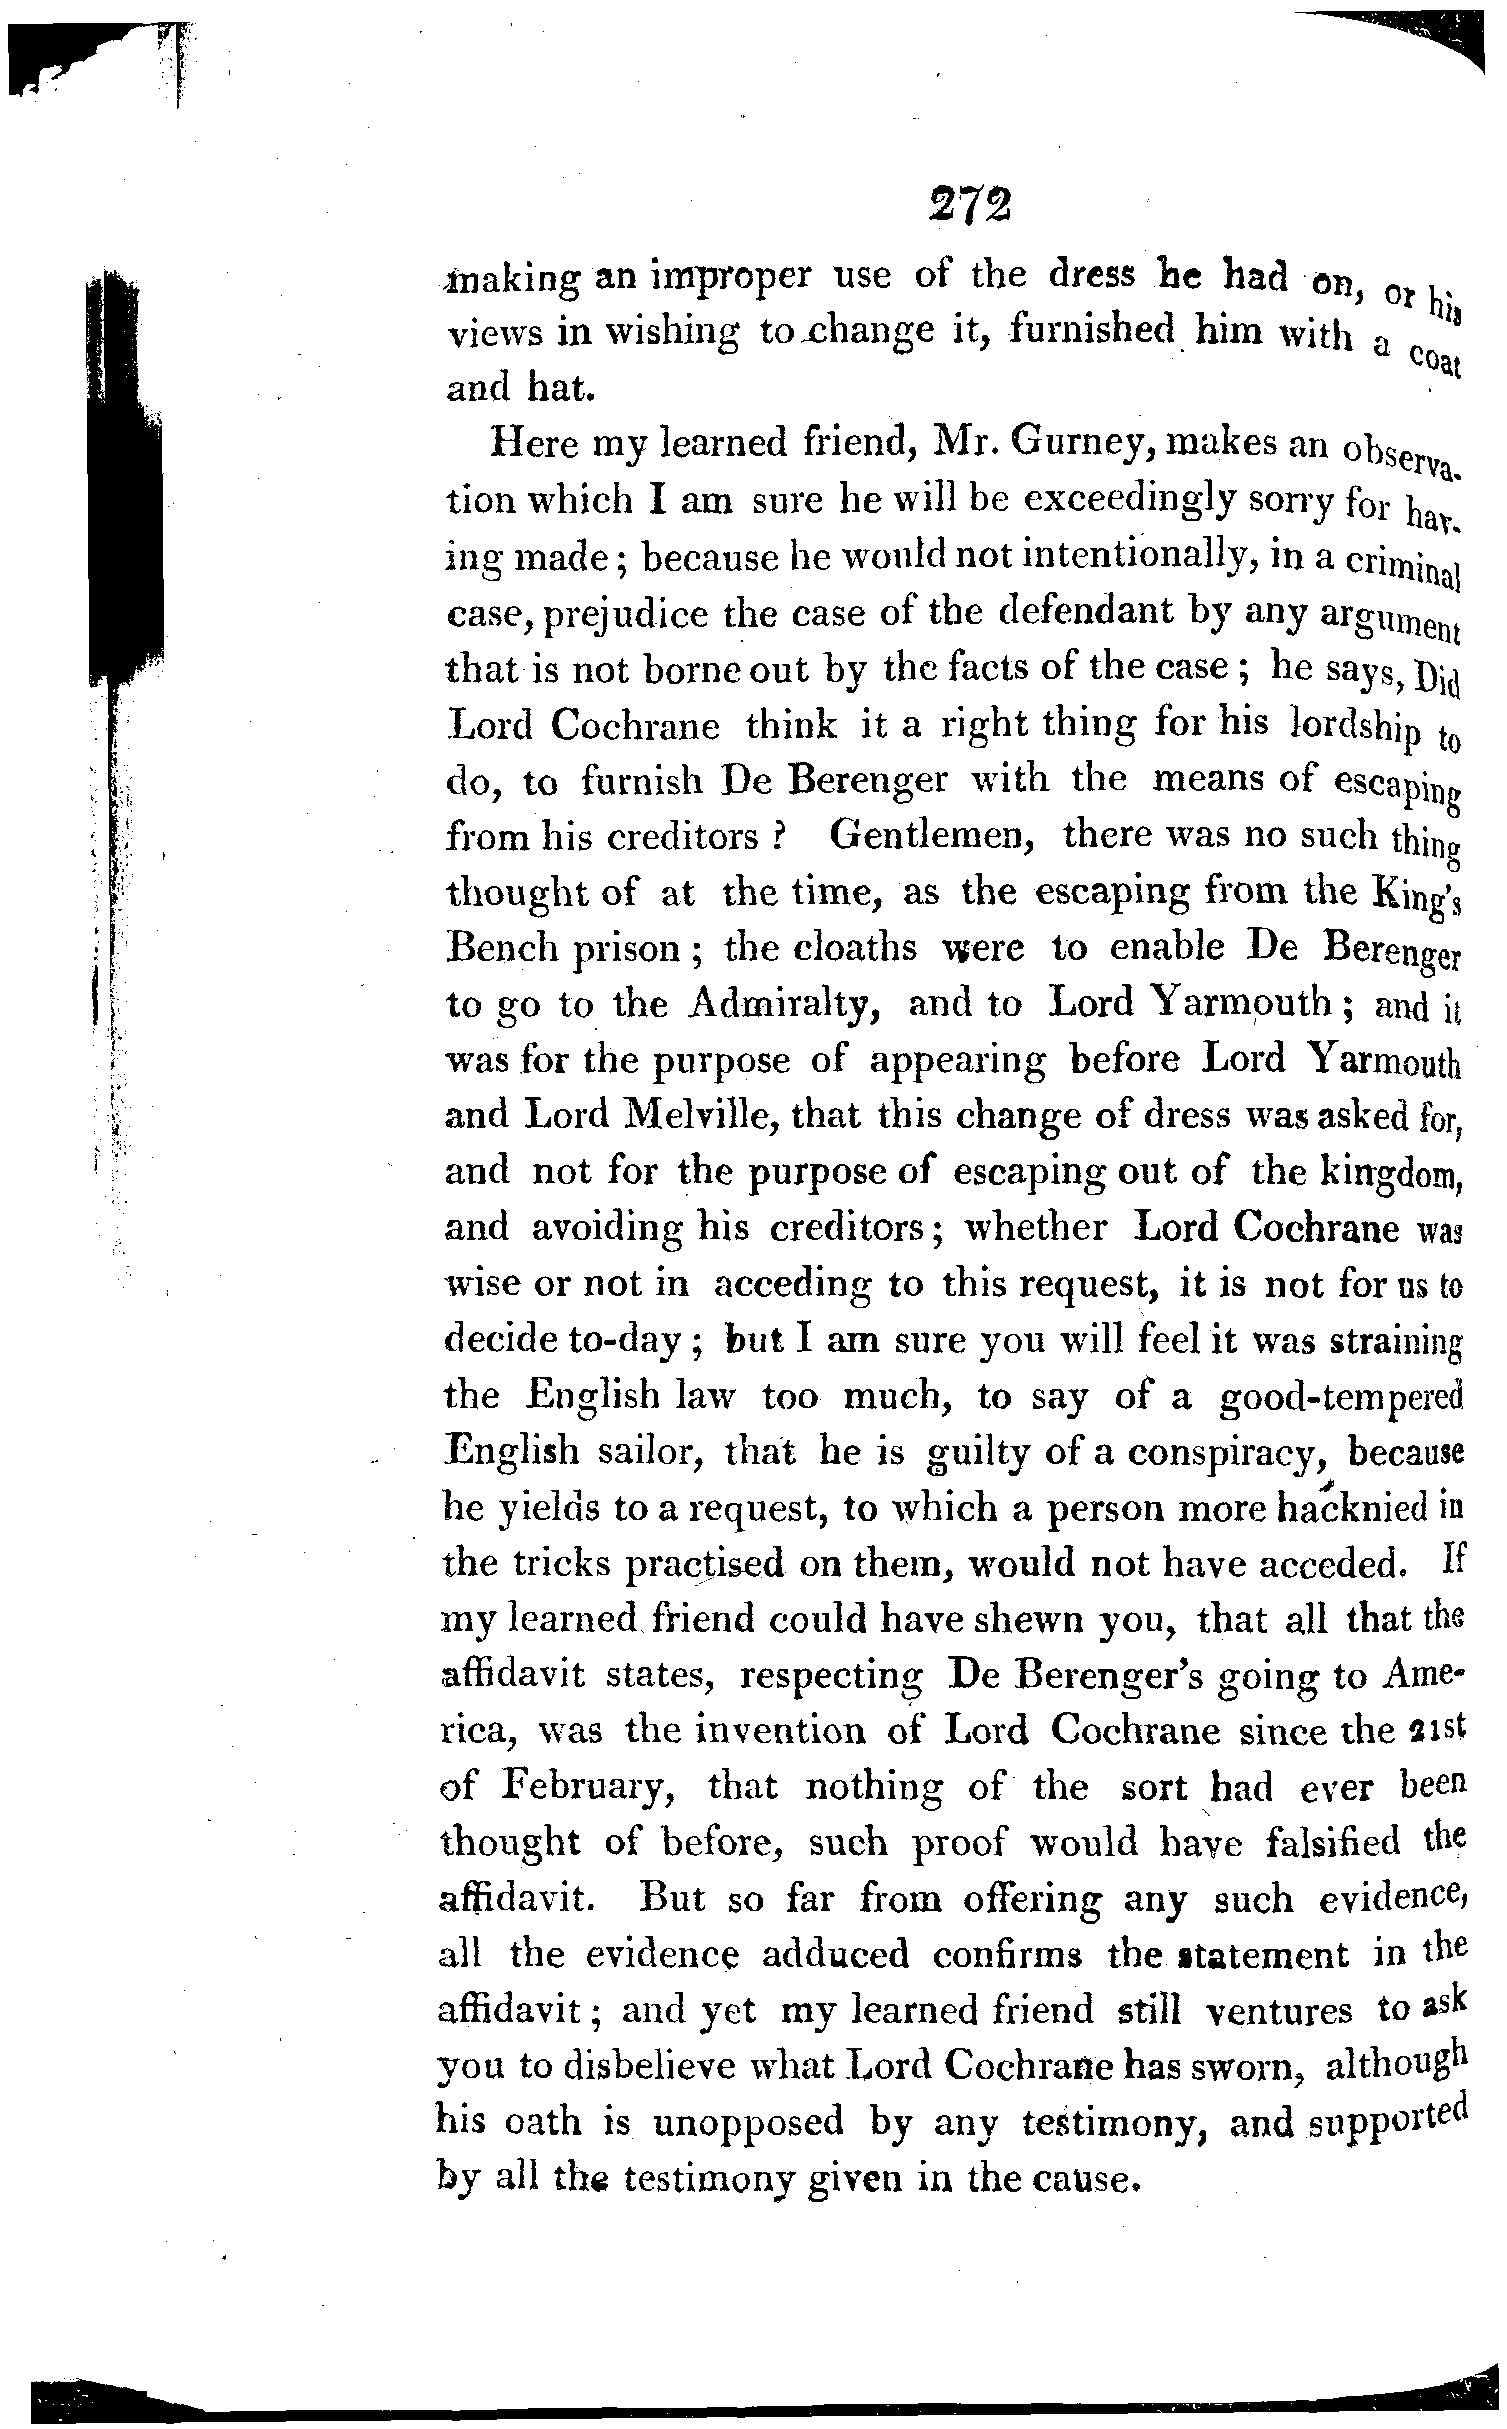 272
making an improper use of the dress he had on, or his
views in wishing to change it, furnished him with a coat
and hat.
Here my learned friend, Mr. Gurney, makes an observa-
tion which I am sure he will be exceedingly sorry for hav-
ing made; because he would not intentionally, in a criminal
case, prejudice the case of the defendant by any argument
that is not borne out by the facts of the case; he says, Did
Lord Cochrane think it a right thing for his lordship to
do, to furnish De Berenger with the means of escaping
from his creditors? Gentlemen, there was no such thing
thought of at the time, as the escaping from the King's
Bench prison; the cloaths were to enable De Berenger
to go to the Admiralty, and to Lord Yarmouth; and it
was for the purpose of appearing before Lord Yarmouth
and Lord Melville, that this change of dress was asked for,
and not for the purpose of escaping out of the kingdom,
and avoiding his creditors; whether Lord Cochrane was
wise or not in acceding to this request, it is not for us to
decide to-day; but I am sure you will feel it was straining
the English law too much, to say of a good-tempered
English sailor, that he is guilty of a conspiracy, because
he yields to a request, to which a person more hacknied in
the tricks practised on them, would not have acceded. If
my learned friend could have shewn you, that all that the
affidavit states, respecting De Berenger's going to Ame-
rica, was the invention of Lord Cochrane since the 21st
of February, that nothing of the sort had ever been
thought of before, such proof would have falsified the
affidavit. But so far from offering any such evidence,
all the evidence adduced confirms the statement in the
affidavit; and yet my learned friend still ventures to ask
you to disbelieve what Lord Cochrane has sworn, although
his oath is unopposed by any testimony, and supported
by all the testimony given in the cause.